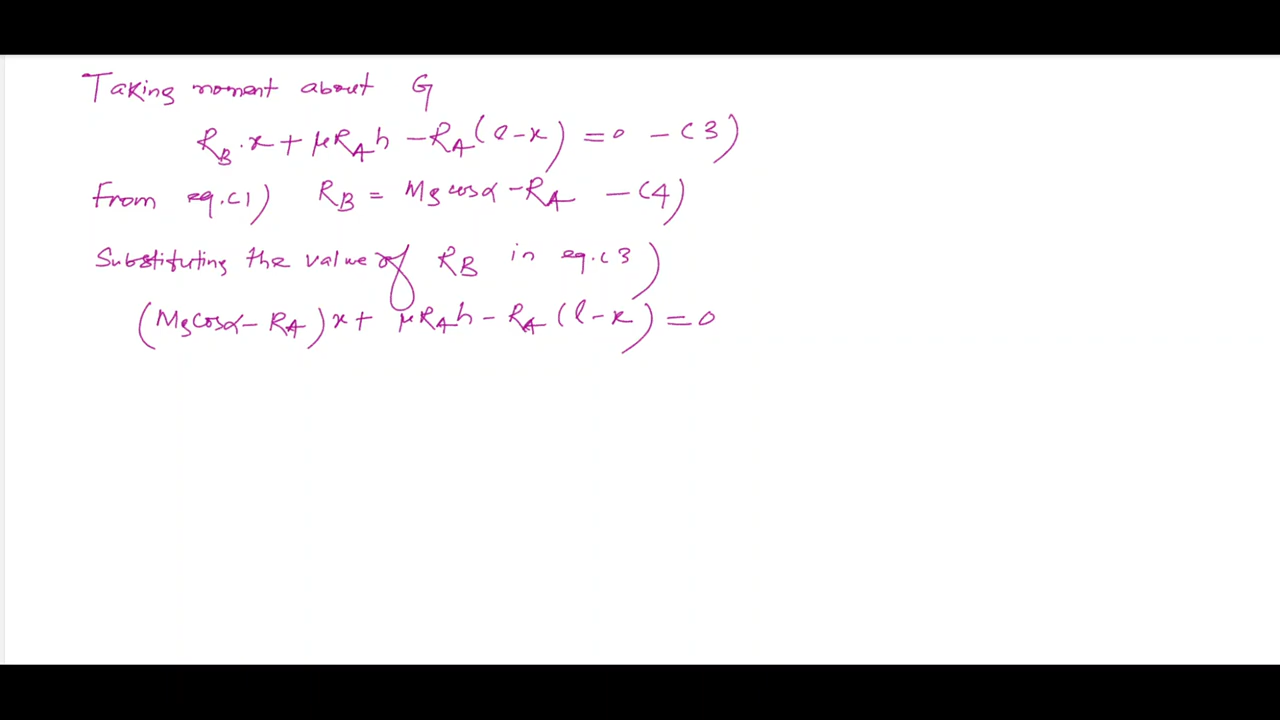 Taking moment about G
R_B·x + μR_A h - R_A(l-x) = 0 - (3)
From eq.(1) R_B = Mg cosα - R_A - (4)
Substituting the value of R_B in eq.(3)
(Mg cosα - R_A)x + μR_A h - R_A(l-x) = 0